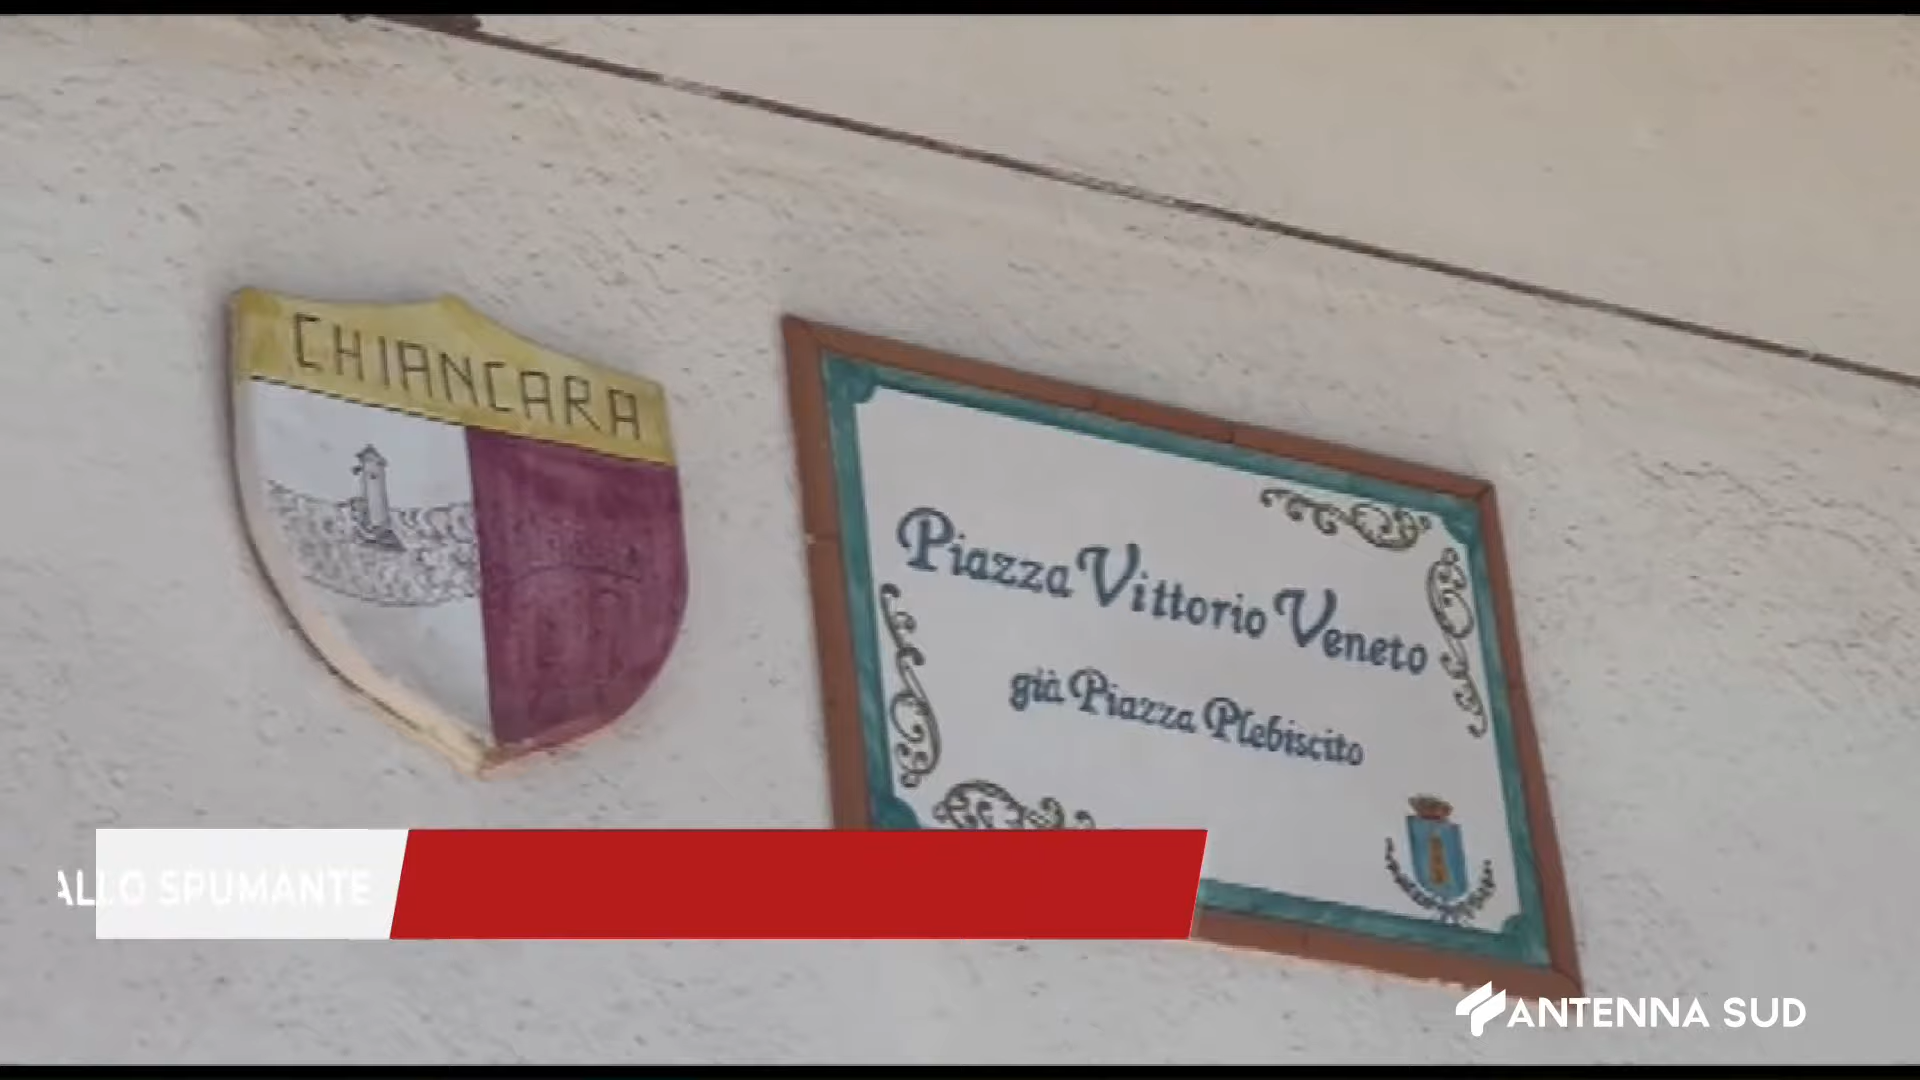 CHIANCARA
Piazza Vittorio Veneto
già Piazza Plebiscito
ALLO SPUMANTE
ANTENNA SUD